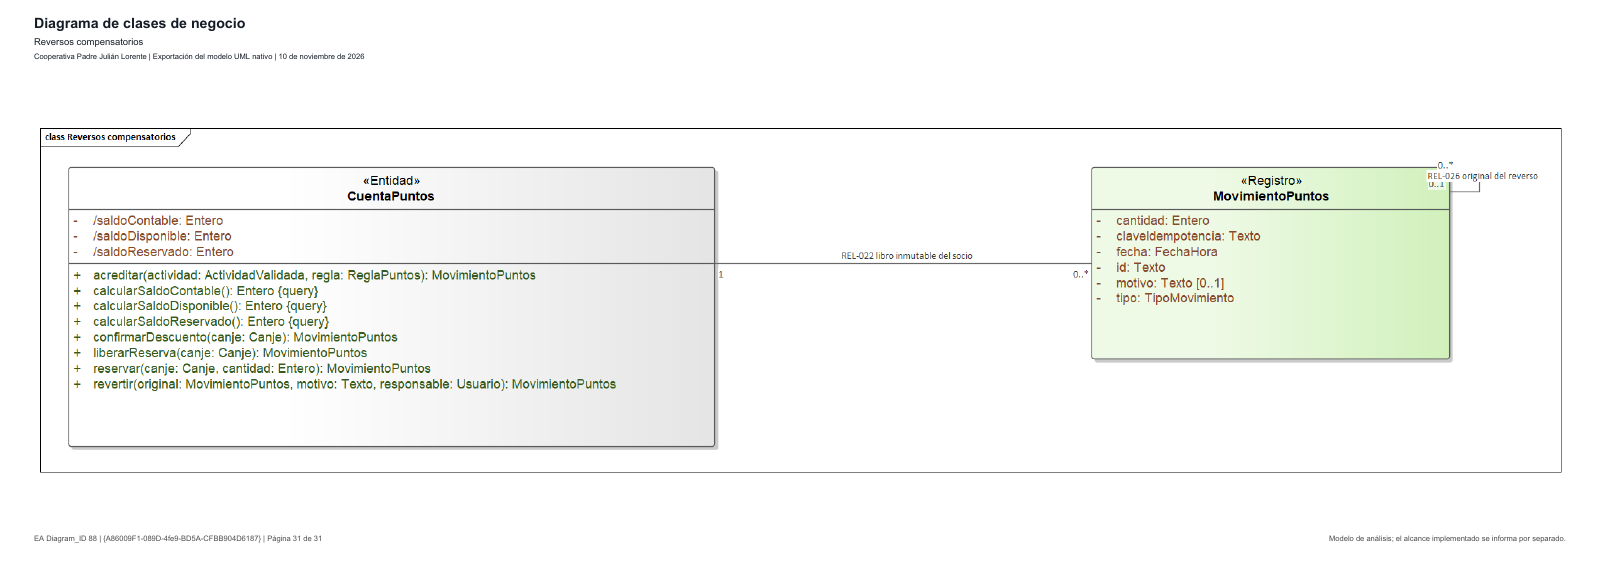 Diagrama de clases de negocio
Reversos compensatorios
Cooperativa Padre Julián Lorente | Exportación del modelo UML nativo | 10 de noviembre de 2026
class Reversos compensatorios
«Entidad»
CuentaPuntos
- /saldoContable: Entero
- /saldoDisponible: Entero
- /saldoReservado: Entero
+ acreditar(actividad: ActividadValidada, regla: ReglaPuntos): MovimientoPuntos
+ calcularSaldoContable(): Entero {query}
+ calcularSaldoDisponible(): Entero {query}
+ calcularSaldoReservado(): Entero {query}
+ confirmarDescuento(canje: Canje): MovimientoPuntos
+ liberarReserva(canje: Canje): MovimientoPuntos
+ reservar(canje: Canje, cantidad: Entero): MovimientoPuntos
+ revertir(original: MovimientoPuntos, motivo: Texto, responsable: Usuario): MovimientoPuntos
REL-022 libro inmutable del socio
1
0..*
«Registro»
MovimientoPuntos
- cantidad: Entero
- claveIdempotencia: Texto
- fecha: FechaHora
- id: Texto
- motivo: Texto [0..1]
- tipo: TipoMovimiento
0..*
REL-026 original del reverso
0..1
EA Diagram_ID 88 | {A86009F1-089D-4fe9-BD5A-CFBB904D6187} | Página 31 de 31
Modelo de análisis; el alcance implementado se informa por separado.